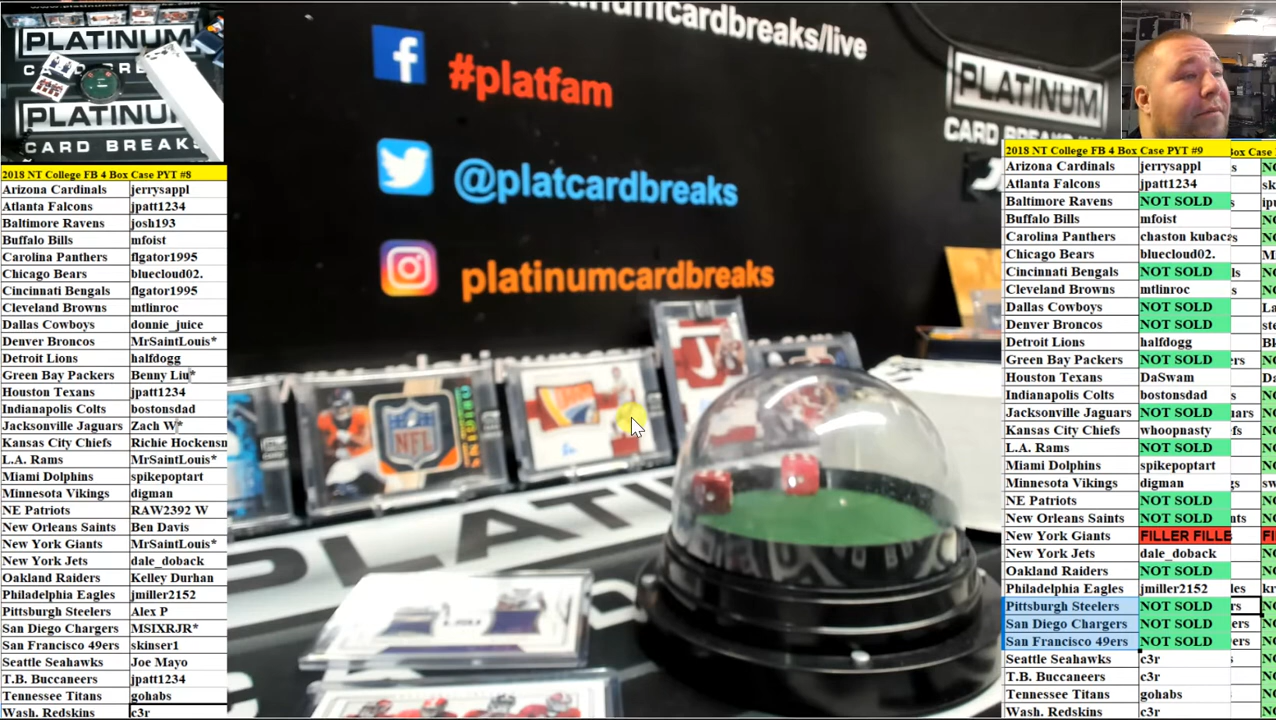 PLATINUM
CARD BREA
PLATINUM
CARD BREAKS
2018 NT College FB 4 Box Case PYT #8
Arizona Cardinals jerrysappl
Atlanta Falcons jpatt1234
Baltimore Ravens josh193
Buffalo Bills mfoist
Carolina Panthers flgator1995
Chicago Bears bluecloud02.
Cincinnati Bengals flgator1995
Cleveland Browns mtlinroc
Dallas Cowboys donnie_juice
Denver Broncos MrSaintLouis*
Detroit Lions halfdogg
Green Bay Packers Benny Liu*
Houston Texans jpatt1234
Indianapolis Colts bostonsdad
Jacksonville Jaguars Zach W*
Kansas City Chiefs Richie Hockensn
L.A. Rams MrSaintLouis*
Miami Dolphins spikepoptart
Minnesota Vikings digman
NE Patriots RAW2392 W
New Orleans Saints Ben Davis
New York Giants MrSaintLouis*
New York Jets dale_doback
Oakland Raiders Kelley Durhan
Philadelphia Eagles jmiller2152
Pittsburgh Steelers Alex P
San Diego Chargers MSIXRJR*
San Francisco 49ers skinser1
Seattle Seahawks Joe Mayo
T.B. Buccaneers jpatt1234
Tennessee Titans gohabs
Wash. Redskins c3r
tinumcardbreaks/live
#platfam
@platcardbreaks
platinumcardbreaks
PLATINUM
CARD BREAKS
NFL
2018 NT College FB 4 Box Case PYT #9
Arizona Cardinals jerrysappl
Atlanta Falcons jpatt1234
Baltimore Ravens NOT SOLD
Buffalo Bills mfoist
Carolina Panthers chaston kubac
Chicago Bears bluecloud02.
Cincinnati Bengals NOT SOLD
Cleveland Browns mtlinroc
Dallas Cowboys NOT SOLD
Denver Broncos NOT SOLD
Detroit Lions halfdogg
Green Bay Packers NOT SOLD
Houston Texans DaSwam
Indianapolis Colts bostonsdad
Jacksonville Jaguars NOT SOLD
Kansas City Chiefs whoopnasty
L.A. Rams NOT SOLD
Miami Dolphins spikepoptart
Minnesota Vikings digman
NE Patriots NOT SOLD
New Orleans Saints NOT SOLD
New York Giants FILLER FILLE
New York Jets dale_doback
Oakland Raiders NOT SOLD
Philadelphia Eagles jmiller2152
Pittsburgh Steelers NOT SOLD
San Diego Chargers NOT SOLD
San Francisco 49ers NOT SOLD
Seattle Seahawks c3r
T.B. Buccaneers c3r
Tennessee Titans gohabs
Wash. Redskins c3r